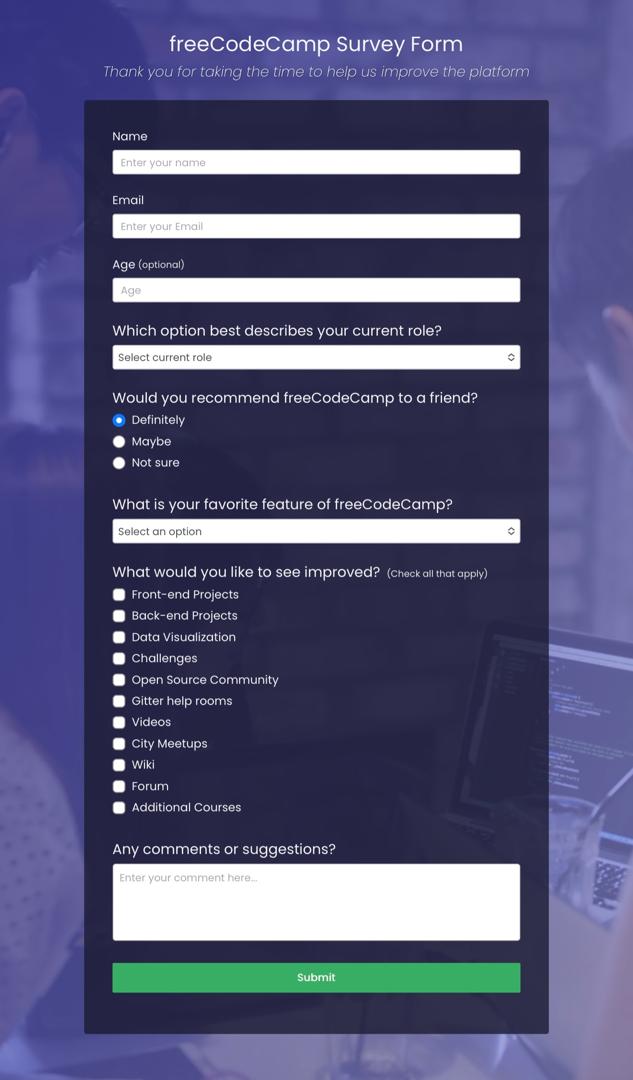 freeCodeCamp Survey Form
Thank you for taking the time to help us improve the platform
Name
Enter your name
Email
Enter your Email
Age (optional)
Age
Which option best describes your current role?
Select current role
Would you recommend freeCodeCamp to a friend?
Definitely
Maybe
Not sure
What is your favorite feature of freeCodeCamp?
Select an option
What would you like to see improved? (Check all that apply)
Front-end Projects
Back-end Projects
Data Visualization
Challenges
Open Source Community
Gitter help rooms
Videos
City Meetups
Wiki
Forum
Additional Courses
Any comments or suggestions?
Enter your comment here...
Submit